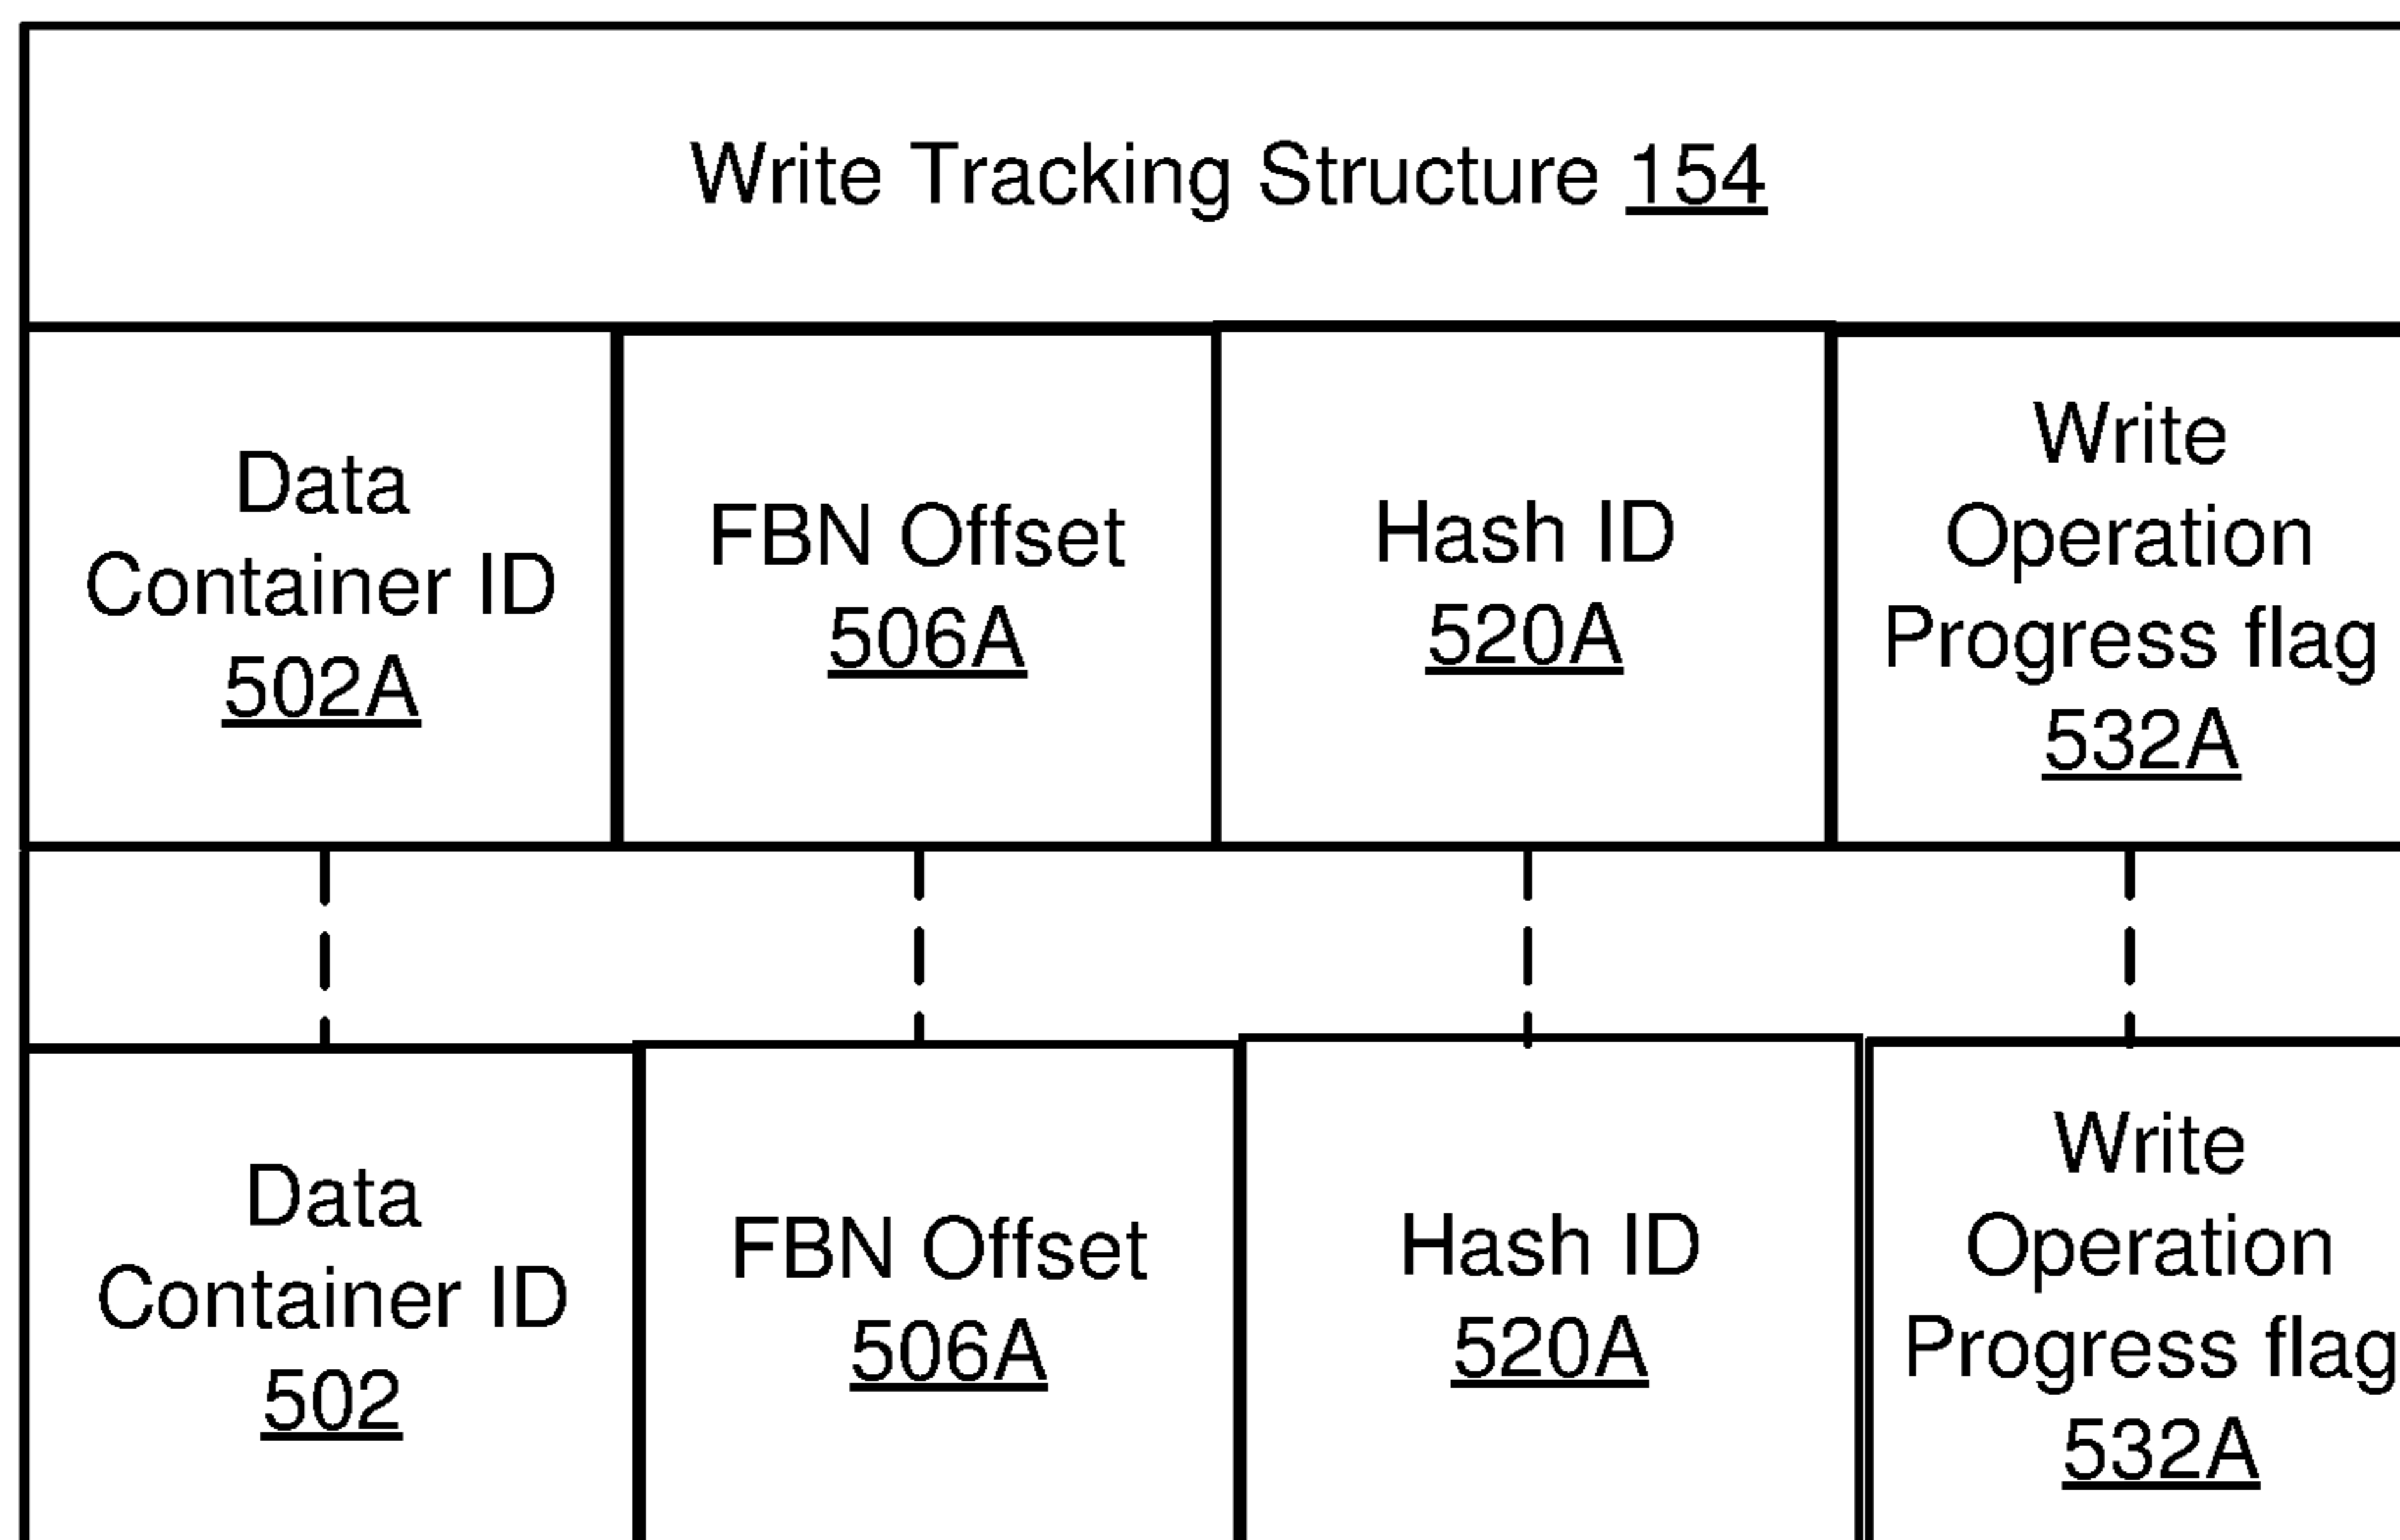 Write Tracking Structure 154
Data
Container ID
502A
FBN Offset
506A
Hash ID
520A
Write
Operation
Progress flag
532A
Data
Container ID
502
FBN Offset
506A
Hash ID
520A
Write
Operation
Progress flag
532A